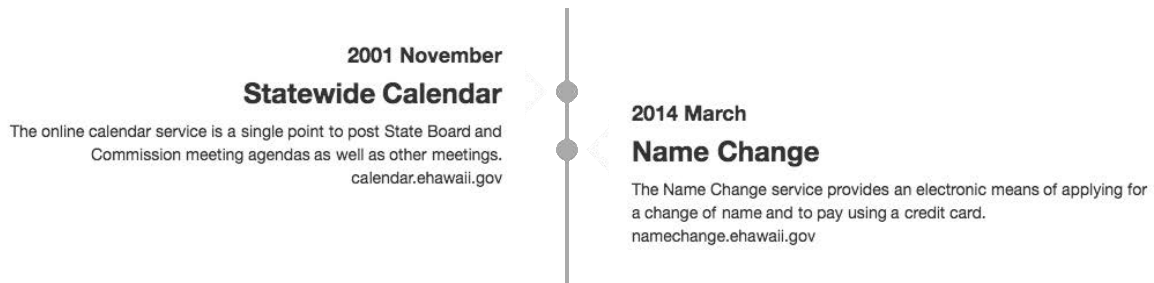 2001 November
Statewide Calendar
The online calendar service is a single point to post State Board and
Commission meeting agendas as well as other meetings.
calendar.ehawaii.gov
2014 March
Name Change
The Name Change service provides an electronic means of applying for
a change of name and to pay using a credit card.
namechange.ehawaii.gov